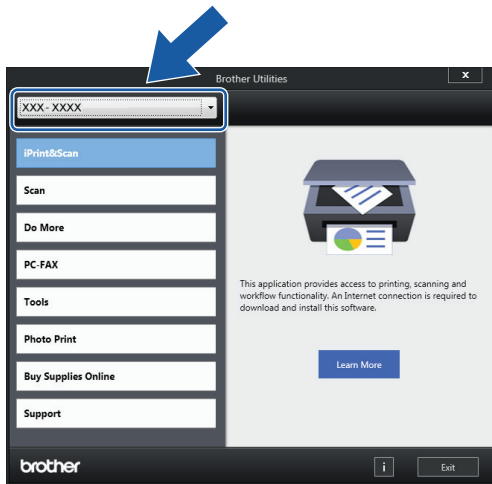 Brother Utilities
x
XXX- XXXX
iPrint&Scan
Scan
Do More
PC-FAX
Tools
Photo Print
Buy Supplies Online
Support
This application provides access to printing, scanning and
workflow functionality. An Internet connection is required to
download and install this software.
Learn More
brother
i
Exit